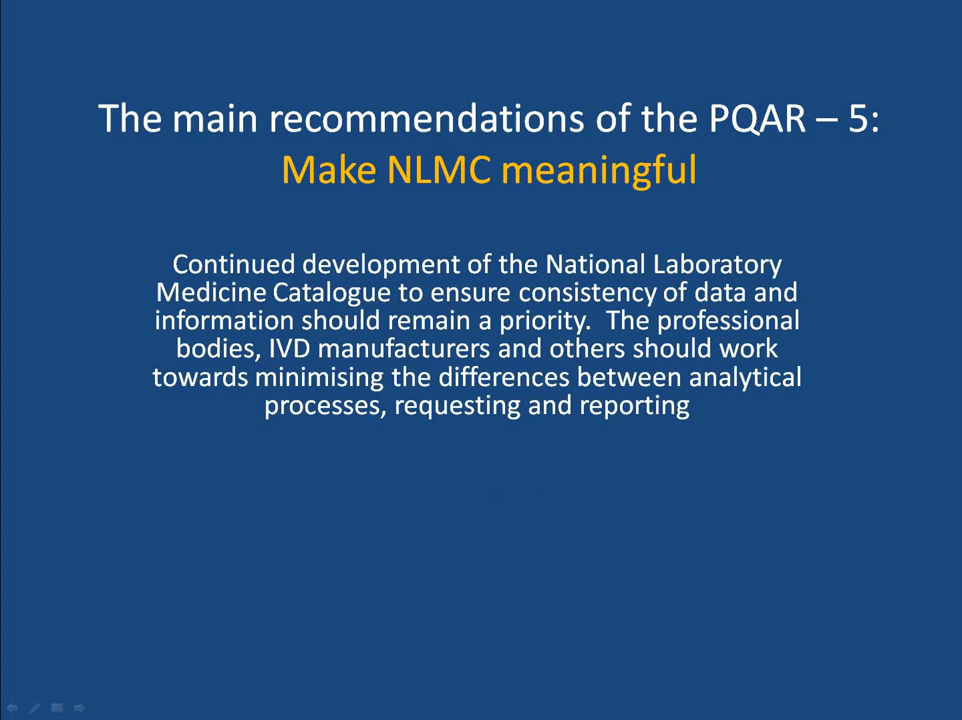 The main recommendations of the PQAR – 5:
Make NLMC meaningful
Continued development of the National Laboratory
Medicine Catalogue to ensure consistency of data and
information should remain a priority.  The professional
bodies, IVD manufacturers and others should work
towards minimising the differences between analytical
processes, requesting and reporting